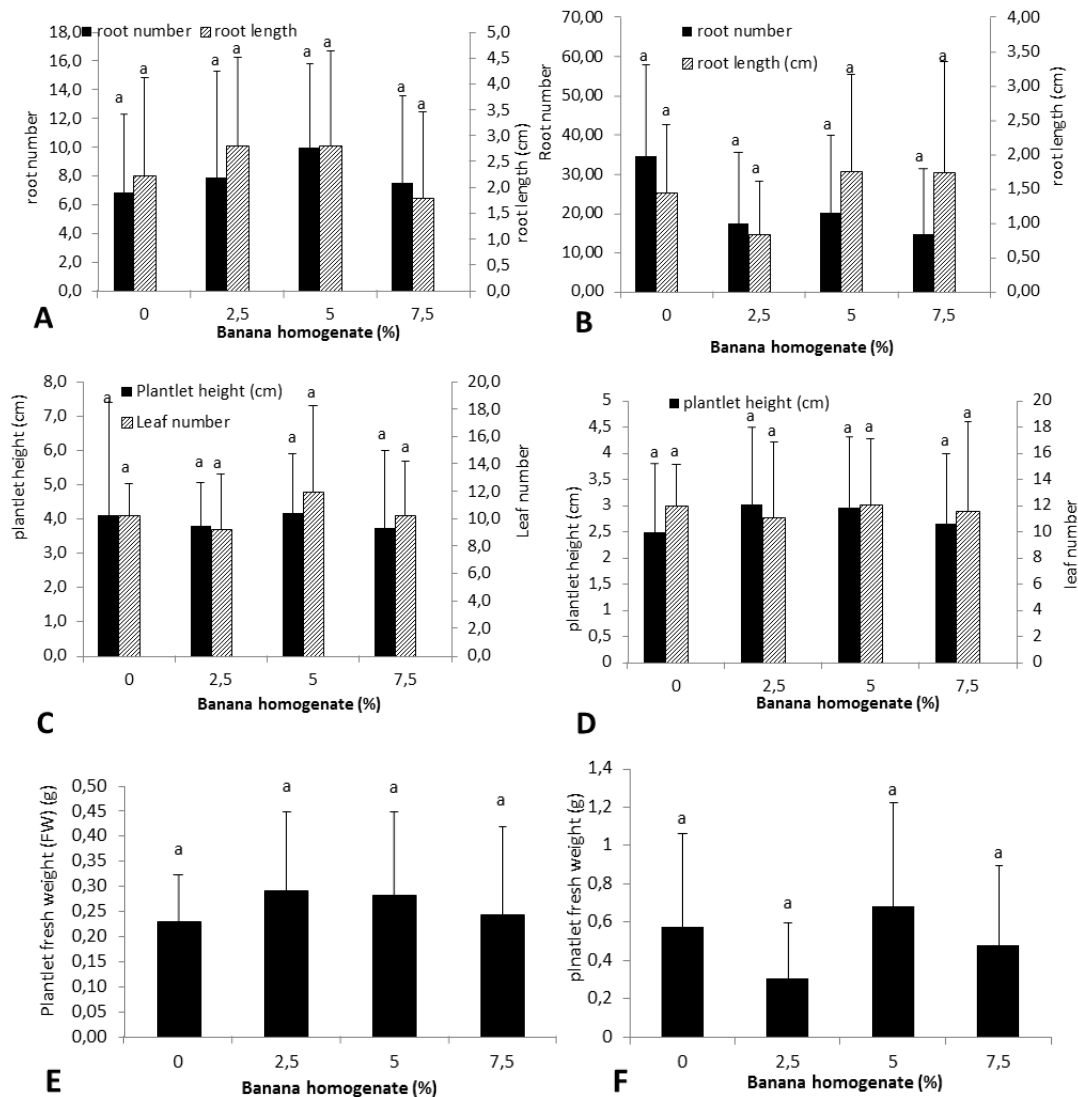 root number root length
18,0
16,0
14,0
12,0
10,0
8,0
6,0
4,0
2,0
0,0
root number
a a a a a a a a
5,0
4,5
4,0
3,5
3,0
2,5
2,0
1,5
1,0
0,5
0,0
root length (cm)
0 2,5 5 7,5
Banana homogenate (%)
A
root number
root length (cm)
70,00
60,00
50,00
40,00
30,00
20,00
10,00
0,00
Root number
a a a a a a a a
4,00
3,50
3,00
2,50
2,00
1,50
1,00
0,50
0,00
root length (cm)
0 2,5 5 7,5
Banana homogenate (%)
B
Plantlet height (cm)
Leaf number
8,0
7,0
6,0
5,0
4,0
3,0
2,0
1,0
0,0
plantlet height (cm)
a a a a a a a a
20,0
18,0
16,0
14,0
12,0
10,0
8,0
6,0
4,0
2,0
0,0
Leaf number
0 2,5 5 7,5
Banana homogenate (%)
C
plantlet height (cm)
5
4,5
4
3,5
3
2,5
2
1,5
1
0,5
0
plantlet height (cm)
a a a a a a a a
20
18
16
14
12
10
8
6
4
2
0
leaf number
0 2,5 5 7,5
Banana homogenate (%)
D
0,50
0,45
0,40
0,35
0,30
0,25
0,20
0,15
0,10
0,05
0,00
Plantlet fresh weight (FW) (g)
a a a a
0 2,5 5 7,5
Banana homogenate (%)
E
1,4
1,2
1
0,8
0,6
0,4
0,2
0
plnatlet fresh weight (g)
a a a a
0 2,5 5 7,5
Banana homogenate (%)
F